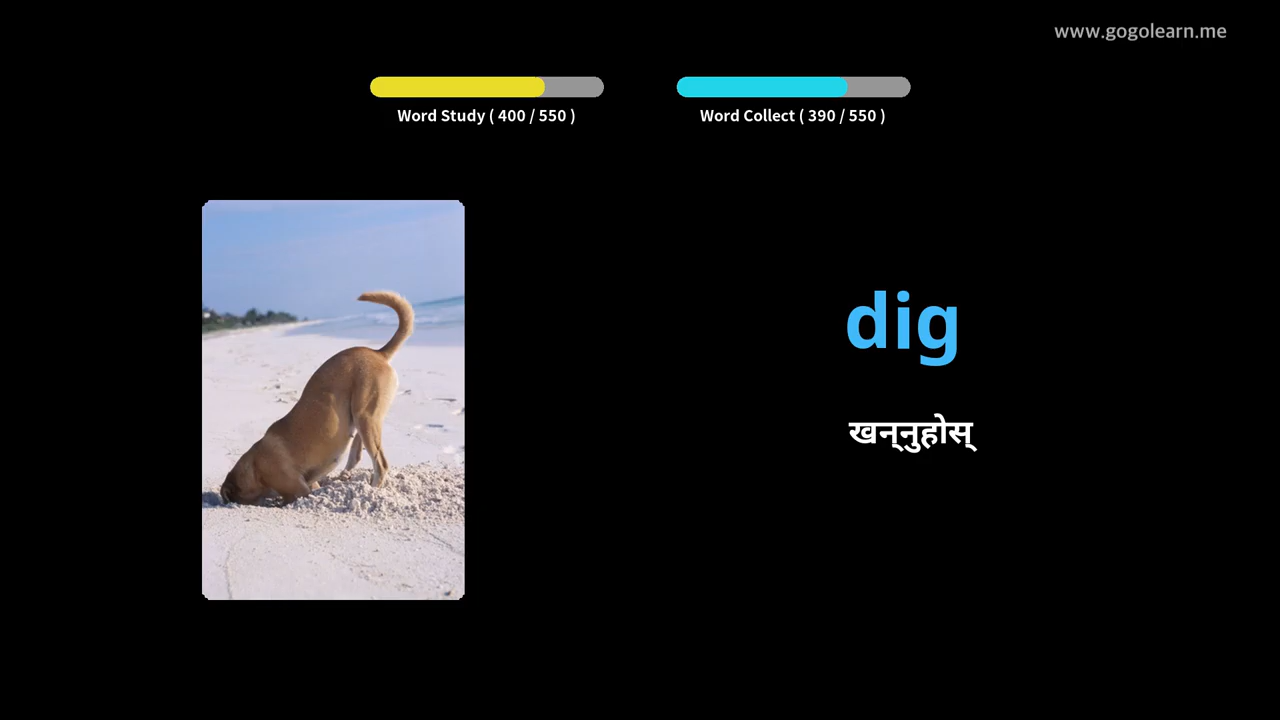 www.gogolearn.me
Word Study ( 400 / 550 )
Word Collect ( 390 / 550 )
dig
खन्‌नुहोस्